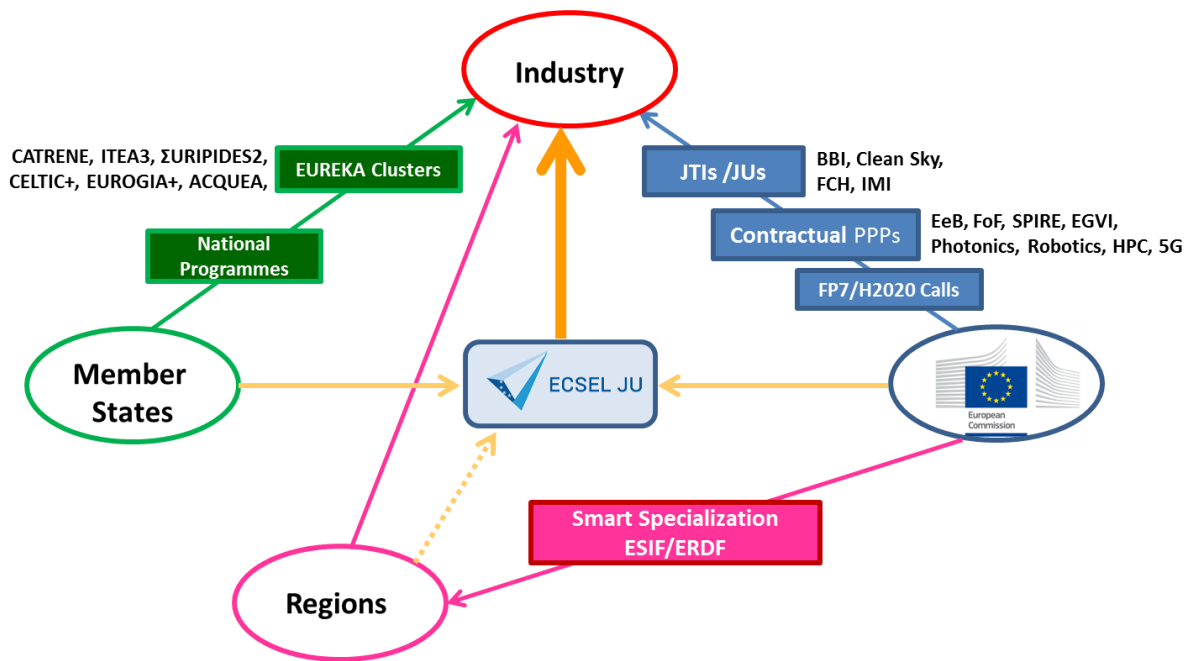 Industry
CATRENE, ITEA3, ΣURIPIDES2,
CELTIC+, EUROGIA+, ACQUEA,
EUREKA Clusters
JTIs /JUs
BBI, Clean Sky,
FCH, IMI
National
Programmes
Contractual PPPs
EeB, FoF, SPIRE, EGVI,
Photonics, Robotics, HPC, 5G
FP7/H2020 Calls
Member
States
ECSEL JU
European
Commission
Smart Specialization
ESIF/ERDF
Regions